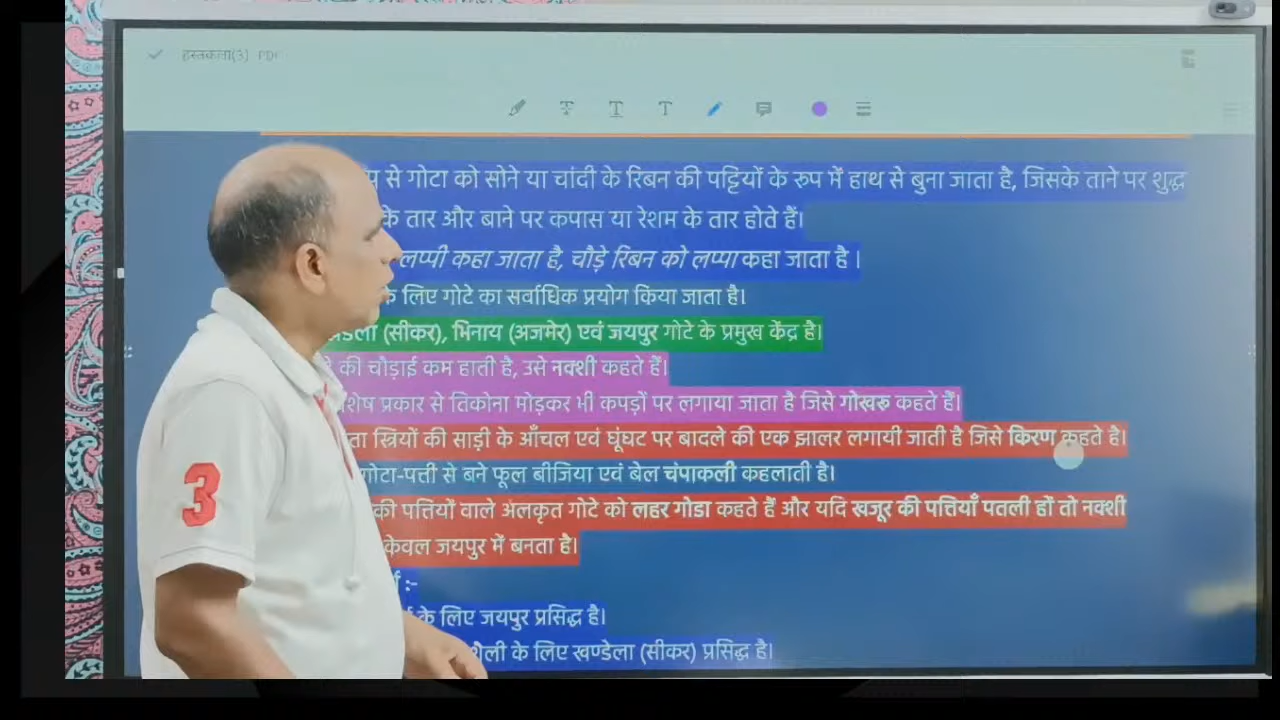 हस्तकला(3) PDF
से गोटा को सोने या चांदी के रिबन की पट्टियों के रुप में हाथ से बुना जाता है, जिसके ताने पर शुद्ध
के तार और बाने पर कपास या रेशम के तार होते हैं।
लप्पी कहा जाता है, चौड़े रिबन को लप्पा कहा जाता है ।
के लिए गोटे का सर्वाधिक प्रयोग किया जाता है।
(सीकर), भिनाय (अजमेर) एवं जयपुर गोटे के प्रमुख केंद्र है।
की चौड़ाई कम हाती है, उसे नक्शी कहते हैं।
प्रकार से तिकोना मोड़कर भी कपड़ों पर लगाया जाता है जिसे गोखरू कहते हैं।
स्त्रियों की साड़ी के आँचल एवं घूंघट पर बादले की एक झालर लगायी जाती है जिसे किरण कहते है।
गोटा-पत्ती से बने फूल बीजिया एवं बेल चंपाकली कहलाती है।
की पत्तियों वाले अंलकृत गोटे को लहर गोडा कहते हैं और यदि खजूर की पत्तियाँ पतली हों तो नक्शी
केवल जयपुर में बनता है।
:-
के लिए जयपुर प्रसिद्ध है।
के लिए खण्डेला (सीकर) प्रसिद्ध है।
3